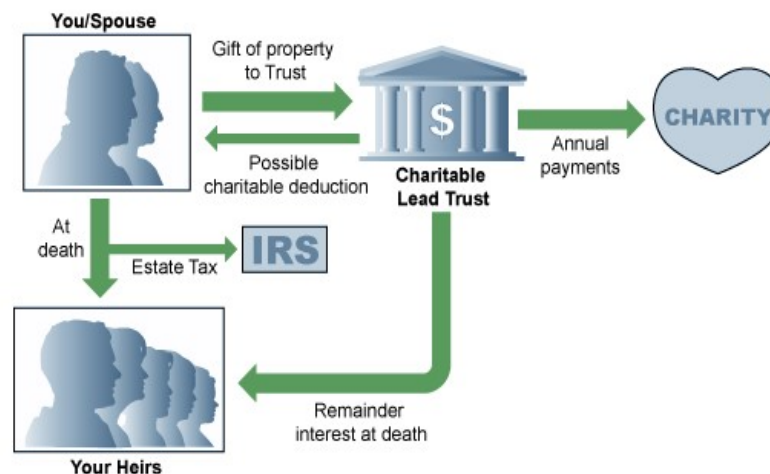 You/Spouse
Gift of property
to Trust
$
Possible
charitable deduction
Charitable
Lead Trust
Annual
payments
CHARITY
At
death
Estate Tax
IRS
Remainder
interest at death
Your Heirs